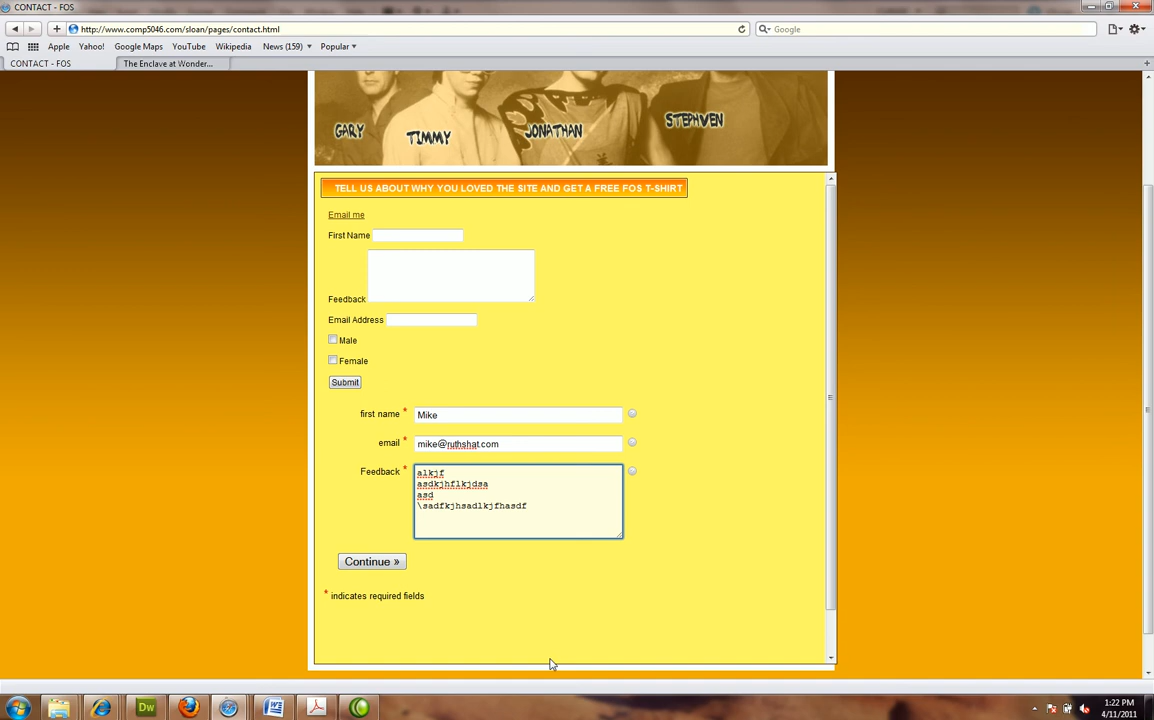 CONTACT - FOS
http://www.comp5046.com/sloan/pages/contact.html
Google
Apple Yahoo! Google Maps YouTube Wikipedia News (159) Popular
CONTACT - FOS The Enclave at Wonder...
GARY TIMMY JONATHAN STEPHVEN
TELL US ABOUT WHY YOU LOVED THE SITE AND GET A FREE FOS T-SHIRT
Email me
First Name
Feedback
Email Address
Male
Female
Submit
first name * Mike
email * mike@ruthshat.com
Feedback * alkjf
asdkjhflkjdsa
asd
\sadfkjhsadlkjfhasdf
Continue »
* indicates required fields
Dw
1:22 PM
4/11/2011